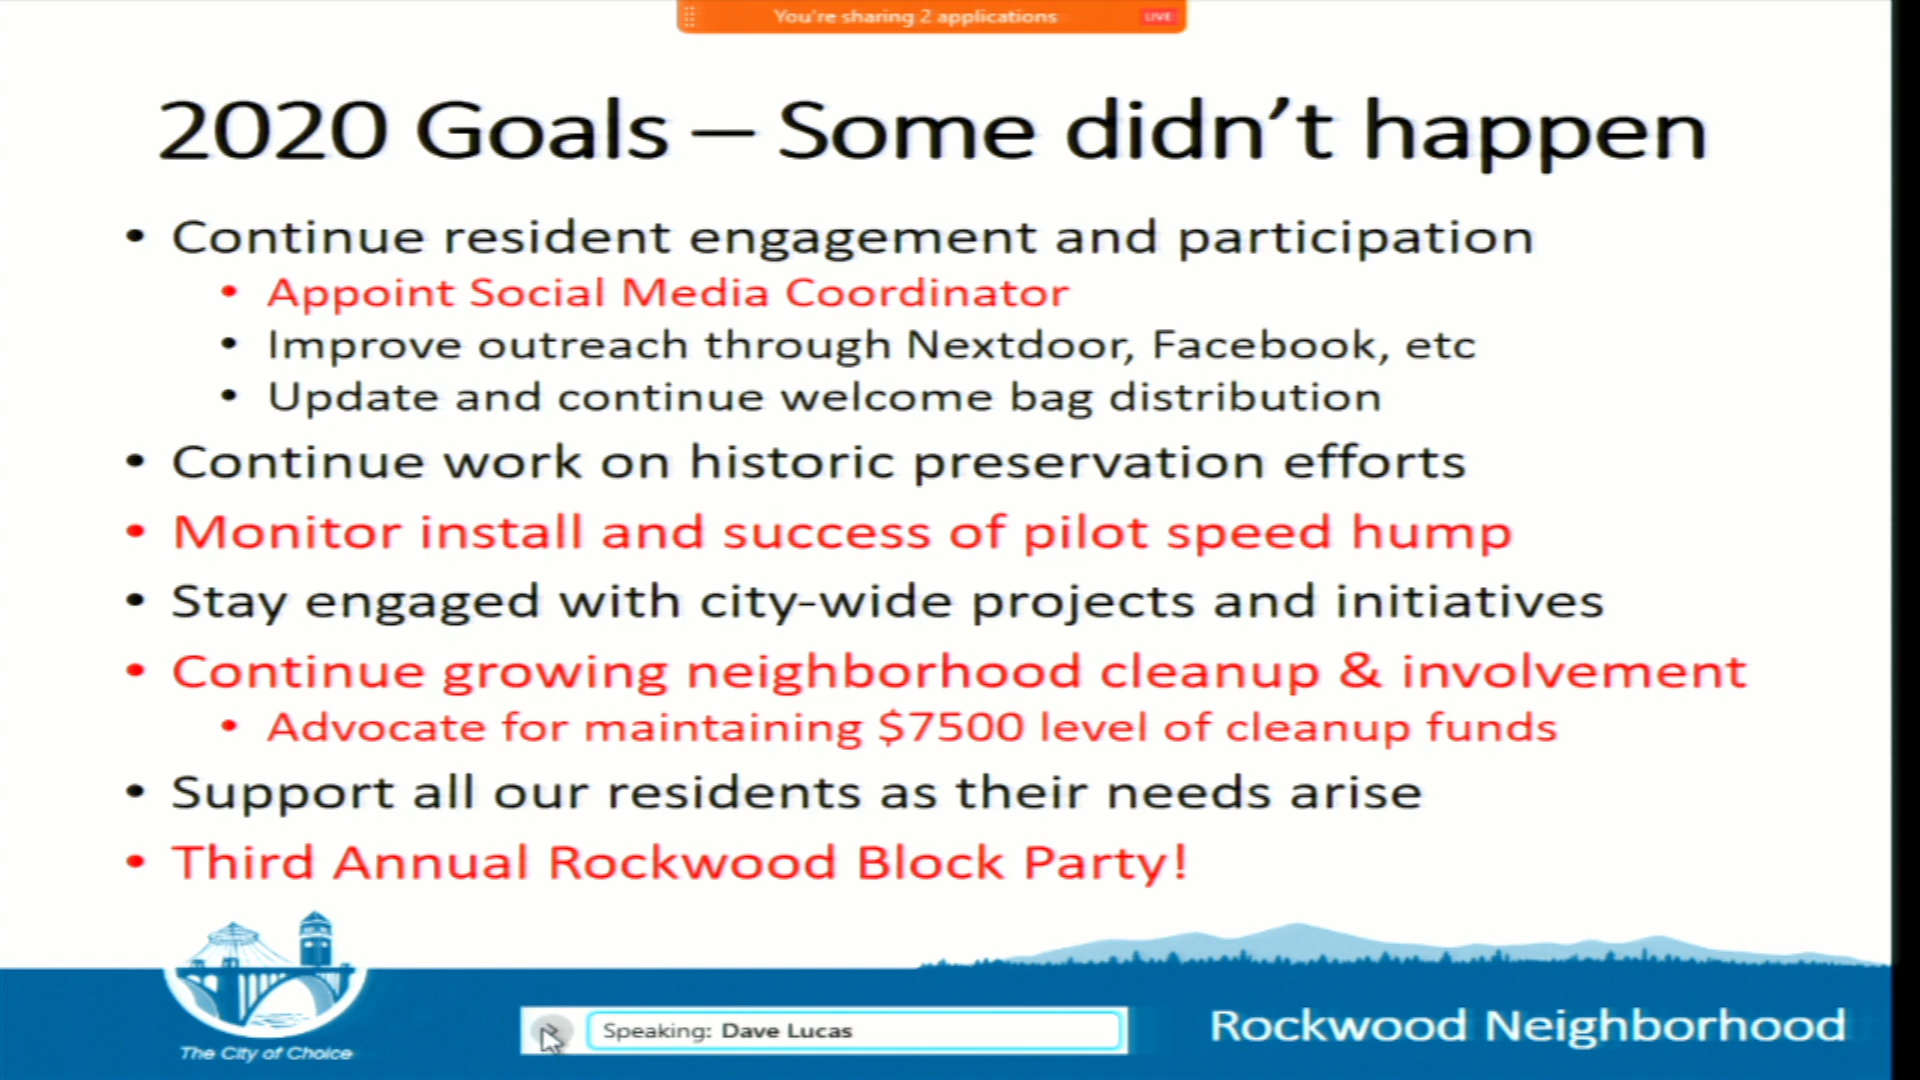 You're sharing 2 applications
LIVE
2020 Goals – Some didn't happen
• Continue resident engagement and participation
• Appoint Social Media Coordinator
• Improve outreach through Nextdoor, Facebook, etc
• Update and continue welcome bag distribution
• Continue work on historic preservation efforts
• Monitor install and success of pilot speed hump
• Stay engaged with city-wide projects and initiatives
• Continue growing neighborhood cleanup & involvement
• Advocate for maintaining $7500 level of cleanup funds
• Support all our residents as their needs arise
• Third Annual Rockwood Block Party!
The City of Choice
Speaking: Dave Lucas
Rockwood Neighborhood